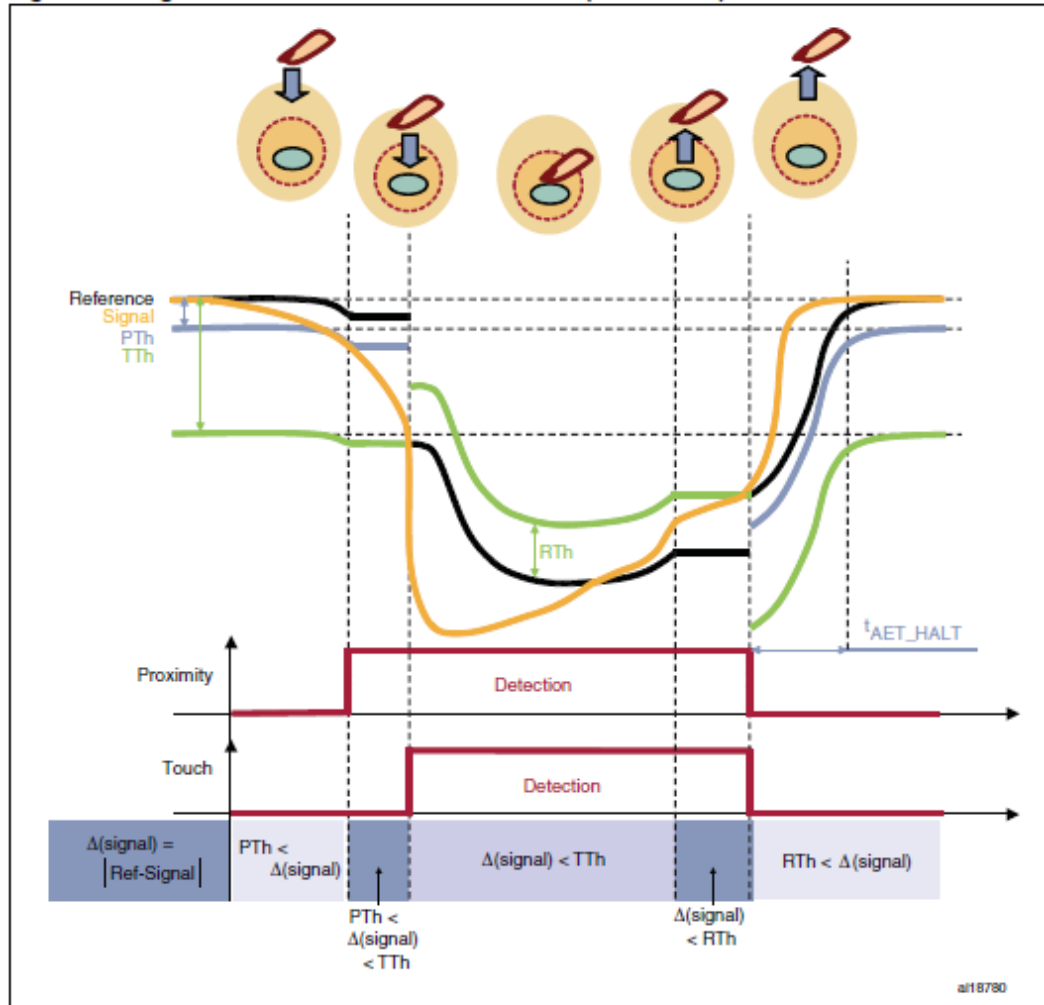 Reference
Signal
PTh
TTh
RTh
tAET_HALT
Proximity
Detection
Touch
Detection
Δ(signal) =
|Ref-Signal|
PTh <
Δ(signal)
Δ(signal) < TTh
RTh < Δ(signal)
PTh <
Δ(signal)
< TTh
Δ(signal)
< RTh
ai18780